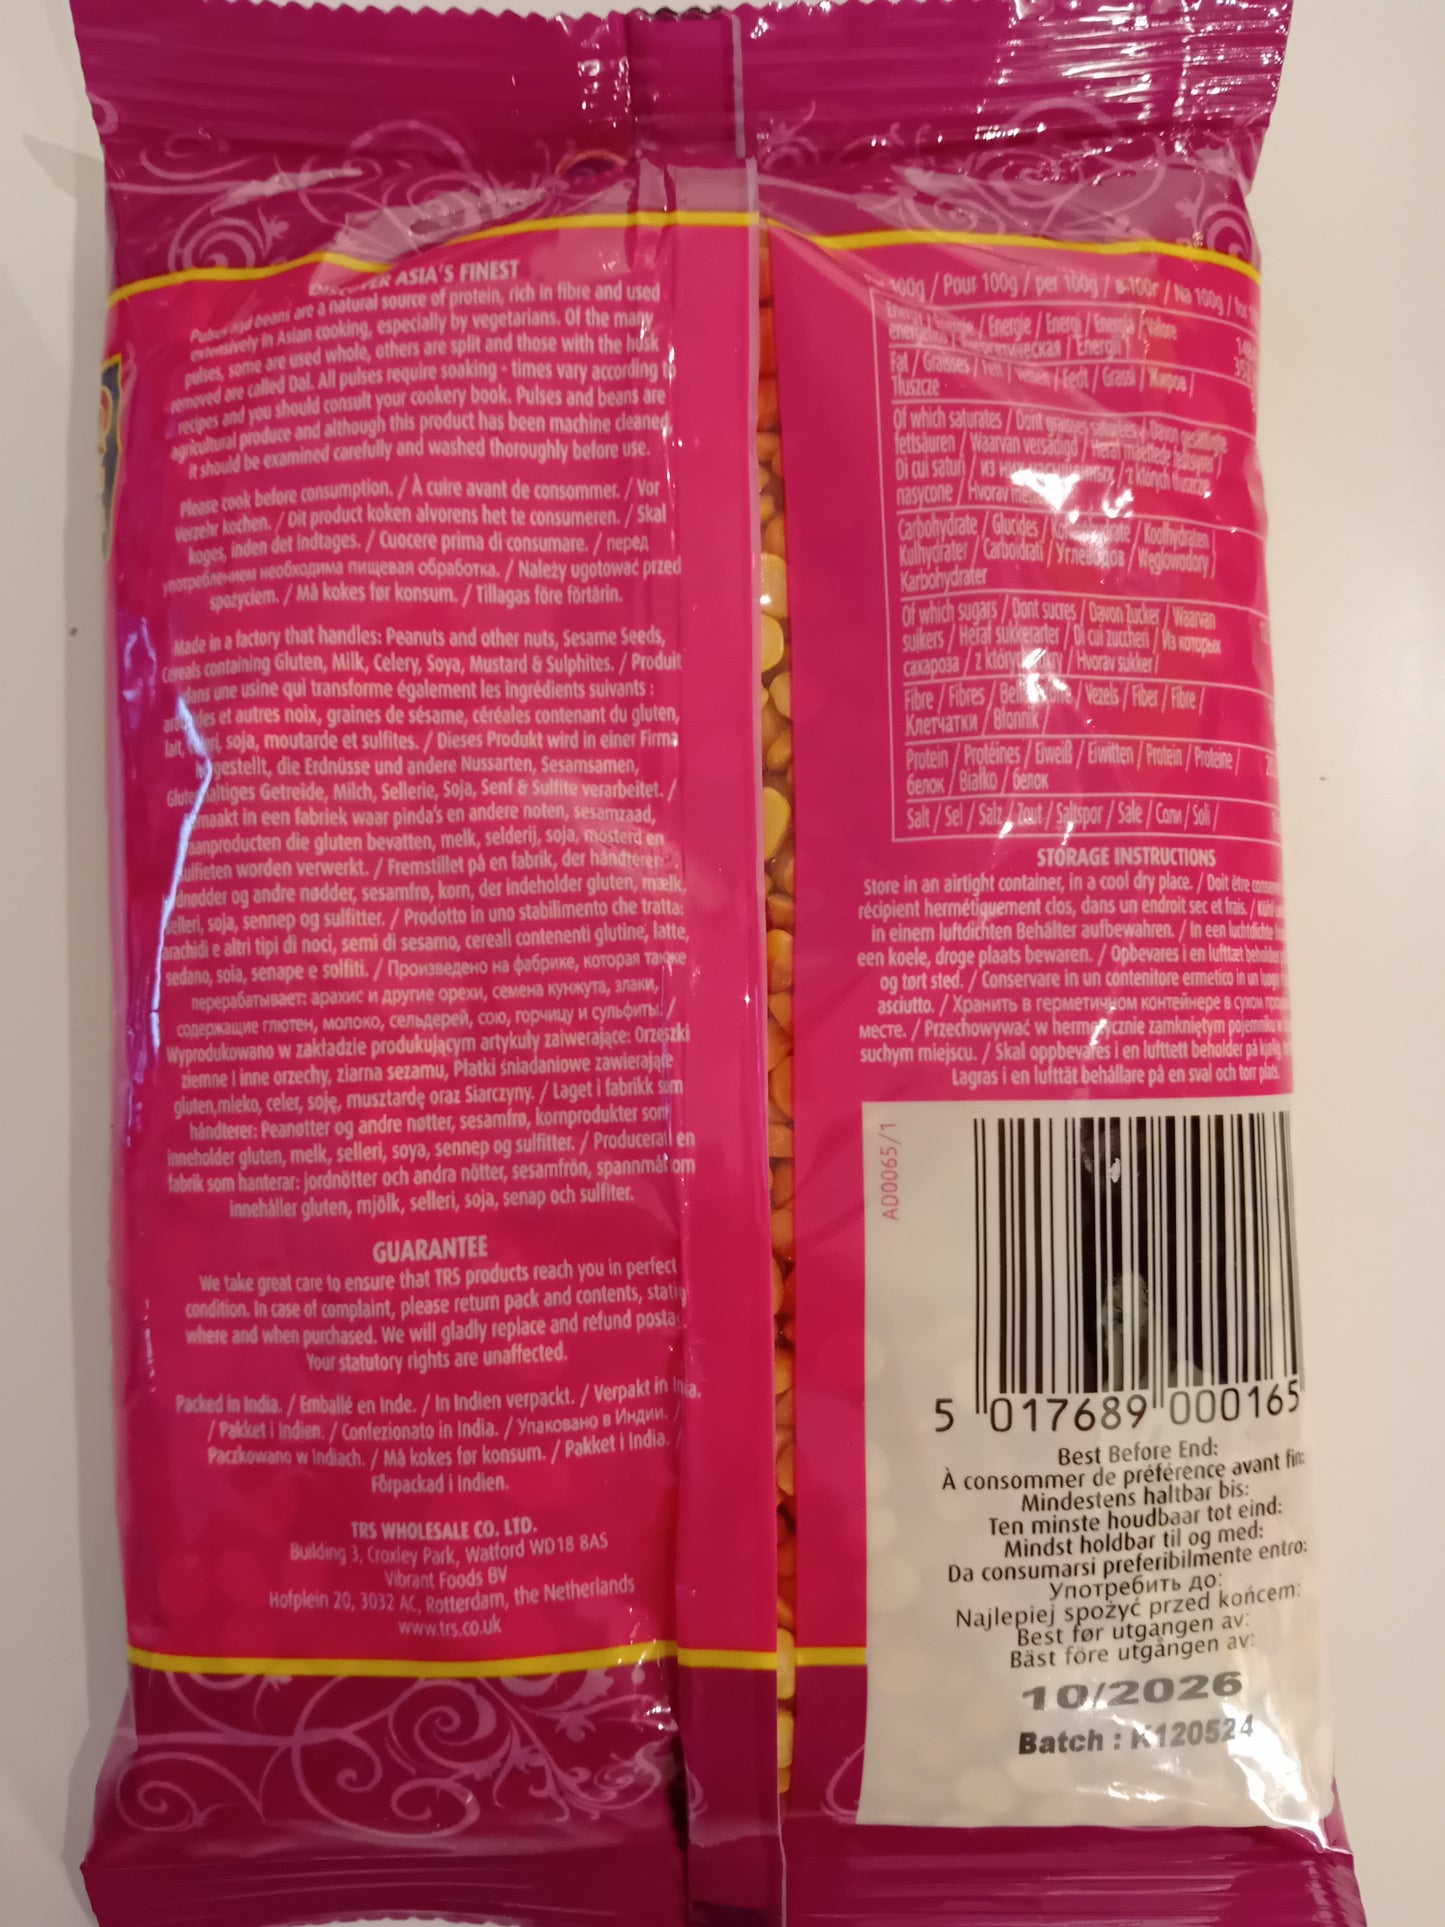 ASIA'S FINEST
Pulses and beans are a natural source of protein, rich in fibre and used
extensively in Asian cooking, especially by vegetarians. Of the many
pulses, some are used whole, others are split and those with the husk
removed are called Dal. All pulses require soaking - times vary according to
recipes and you should consult your cookery book. Pulses and beans are
agricultural produce and although this product has been machine cleaned
it should be examined carefully and washed thoroughly before use.
Please cook before consumption. / À cuire avant de consommer. / Vor
Verzehr kochen. / Dit product koken alvorens het te consumeren. / Skal
koges, inden det indtages. / Cuocere prima di consumare. / перед
употреблением необходима пищевая обработка. / Należy ugotować przed
spożyciem. / Må kokes før konsum. / Tillagas före förtärin.
Made in a factory that handles: Peanuts and other nuts, Sesame Seeds,
Cereals containing Gluten, Milk, Celery, Soya, Mustard & Sulphites. / Produit
dans une usine qui transforme également les ingrédients suivants :
et autres noix, graines de sésame, céréales contenant du gluten,
lait, soja, moutarde et sulfites. / Dieses Produkt wird in einer Firma
die Erdnüsse und andere Nussarten, Sesamsamen,
Getreide, Milch, Sellerie, Soja, Senf & Sulfite verarbeitet. /
in een fabriek waar pinda's en andere noten, sesamzaad,
die gluten bevatten, melk, selderij, soja, mosterd en
worden verwerkt. / Fremstillet på en fabrik, der håndterer:
og andre nødder, sesamfrø, korn, der indeholder gluten, mælk,
selleri, soja, sennep og sulfitter. / Prodotto in uno stabilimento che tratta:
arachidi e altri tipi di noci, semi di sesamo, cereali contenenti glutine, latte,
sedano, soia, senape e solfiti. / Произведено на фабрике, которая также
перерабатывает: арахис и другие орехи, семена кунжута, злаки,
содержащие глютен, молоко, сельдерей, сою, горчицу и сульфиты. /
Wyprodukowano w zakładzie produkującym artykuły zaiwerające: Orzeszki
ziemne I inne orzechy, ziarna sezamu, Płatki śniadaniowe zawierające
gluten,mleko, celer, soję, musztardę oraz Siarczyny. / Laget i fabrikk som
håndterer: Peanøtter og andre nøtter, sesamfrø, kornprodukter som
inneholder gluten, melk, selleri, soya, sennep og sulfitter. / Producerat en
fabrik som hanterar: jordnötter och andra nötter, sesamfrön, spannmål om
innehåller gluten, mjölk, selleri, soja, senap och sulfiter.
GUARANTEE
We take great care to ensure that TRS products reach you in perfect
condition. In case of complaint, please return pack and contents,
where and when purchased. We will gladly replace and refund
Your statutory rights are unaffected.
Packed in India. / Emballé en Inde. / In Indien verpackt. / Verpakt in
/ Pakket i Indien. / Confezionato in India. / Упаковано в Индии. /
Paczkowano w Indiach. / Må kokes før konsum. / Pakket i India. /
Förpackad i Indien.
TRS WHOLESALE CO. LTD.
Building 3, Croxley Park, Watford WD18 8AS
Vibrant Foods BV
Hofplein 20, 3032 AC, Rotterdam, the Netherlands
www.trs.co.uk
100g / Pour 100g / per 100g / в 100г / Na 100g /
/ Energie / Energi /
/ Energii
Fat / Graisses / Fett / / Fedt / Grassi / Жиров /
Tłuszcze
Of which saturates / Dont graisses
fettsäuren / Waarvan versadigd / Heraf mættede
Di cui saturi / / z których tłuszcze
nasycone / Hvorav
Carbohydrate / Glucides / / Koolhydraten
Kulhydrater / Carboidrati / Углеводов / Węglowodory /
Karbohydrater
Of which sugars / Dont sucres / Davon Zucker / Waarvan
suikers / Heraf sukkerarter / Di cui zuccheri / Из которых
сахароза / z / Hvorav sukker /
Fibre / Fibres / / Vezels / Fiber / Fibre /
Клетчатки / Błonnik /
Protein / Protéines / Eiweiß / Eiwitten / Protein / Proteine /
белок / Białko / белок
Salt / Sel / Salz / Zout / Saltspor / Sale / Соли / Soli /
STORAGE INSTRUCTIONS
Store in an airtight container, in a cool dry place. / Doit être
récipient hermétiquement clos, dans un endroit sec et frais. /
in einem luftdichten Behälter aufbewahren. / In een luchtdichte
een koele, droge plaats bewaren. / Opbevares i en lufttæt
og tørt sted. / Conservare in un contenitore ermetico in un
asciutto. / Хранить в герметичном контейнере в сухом
месте. / Przechowywać w hermetycznie zamkniętym pojemniku w
suchym miejscu. / Skal oppbevares i en lufttett beholder på
Lagras i en lufttät behållare på en sval och torr plats.
AD0065/1
5 017689 000165
Best Before End:
À consommer de préférence avant fin:
Mindestens haltbar bis:
Ten minste houdbaar tot eind:
Mindst holdbar til og med:
Da consumarsi preferibilmente entro:
Употребить до:
Najlepiej spożyć przed końcem:
Best før utgangen av:
Bäst före utgången av:
10/2026
Batch : K120524